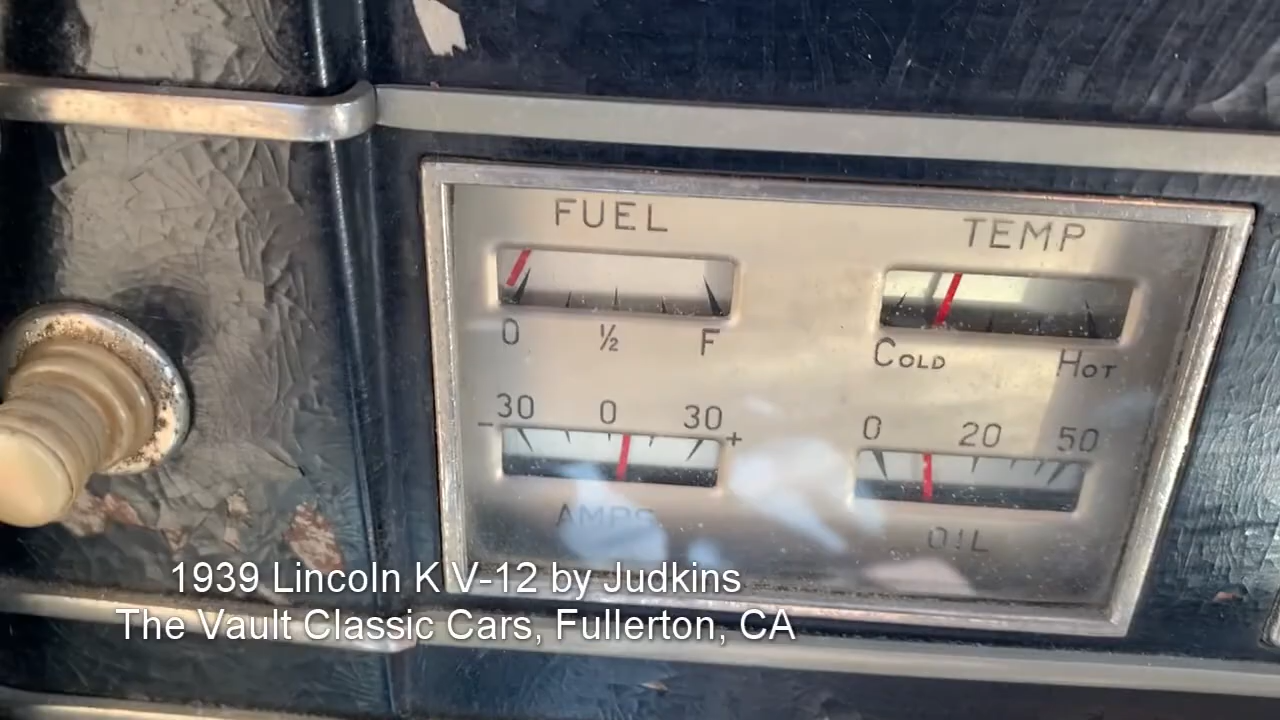 FUEL
TEMP
0 ½ F
COLD HOT
- 30 0 30 +
0 20 50
AMPS
OIL
1939 Lincoln K V-12 by Judkins
The Vault Classic Cars, Fullerton, CA